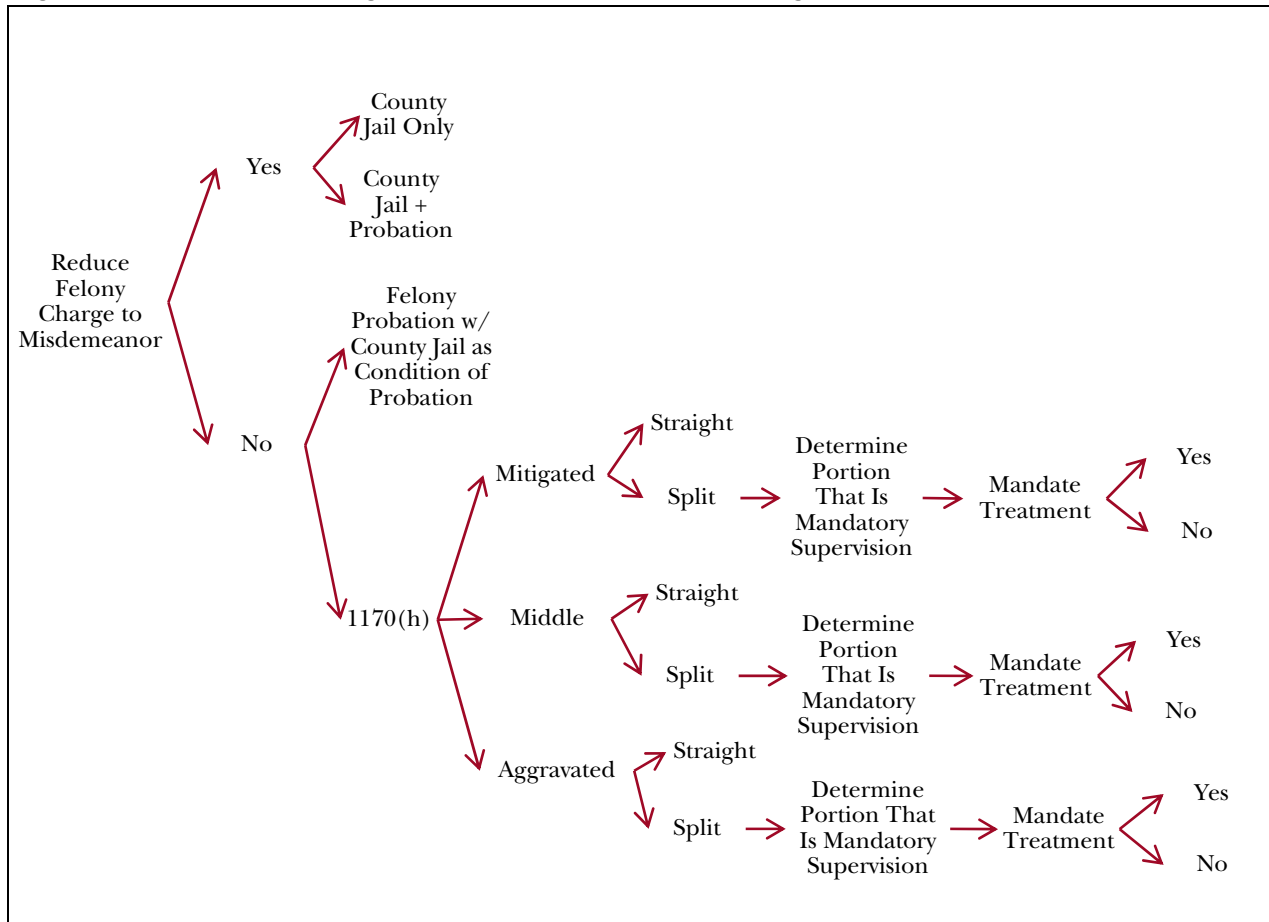 County
Jail Only
Yes
County
Jail +
Probation
Reduce
Felony
Charge to
Misdemeanor
Felony
Probation w/
County Jail as
Condition of
Probation
No
1170(h)
Mitigated
Straight
Split
Determine
Portion
That Is
Mandatory
Supervision
Mandate
Treatment
Yes
No
Middle
Straight
Split
Determine
Portion
That Is
Mandatory
Supervision
Mandate
Treatment
Yes
No
Aggravated
Straight
Split
Determine
Portion That
Is Mandatory
Supervision
Mandate
Treatment
Yes
No